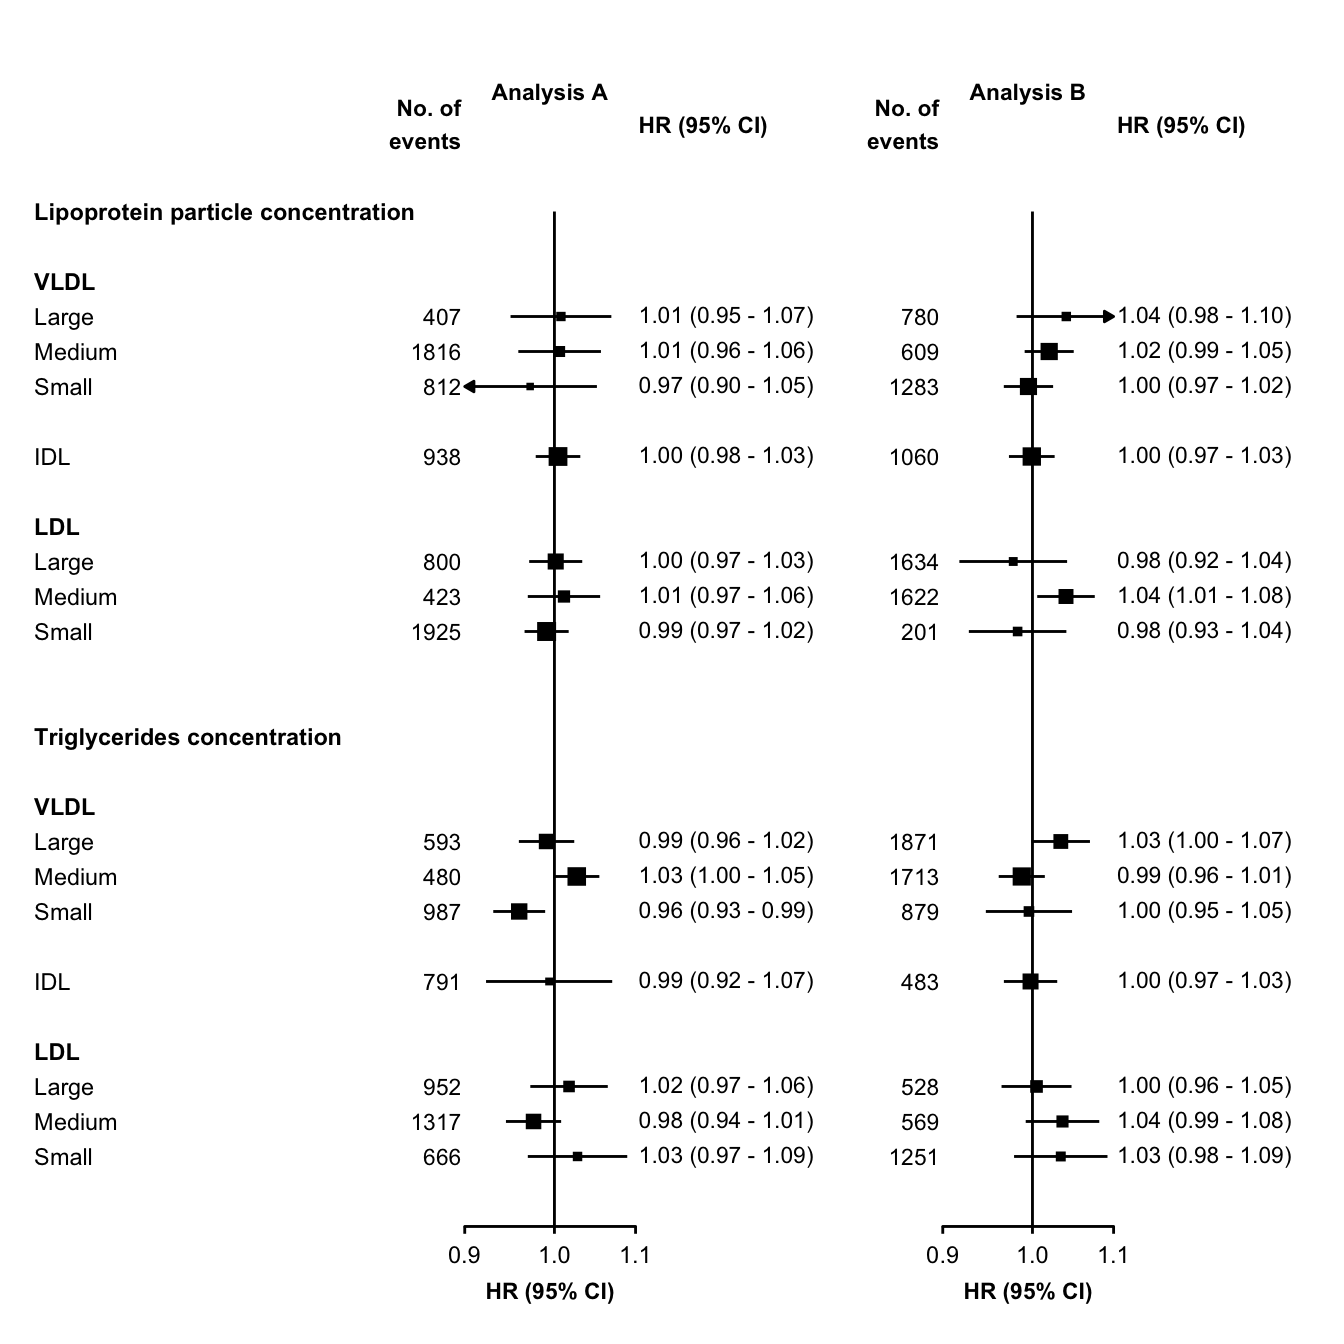 Analysis A Analysis B
No. of events HR (95% CI) No. of events HR (95% CI)
Lipoprotein particle concentration
VLDL
Large 407 1.01 (0.95 - 1.07) 780 1.04 (0.98 - 1.10)
Medium 1816 1.01 (0.96 - 1.06) 609 1.02 (0.99 - 1.05)
Small 812 0.97 (0.90 - 1.05) 1283 1.00 (0.97 - 1.02)
IDL 938 1.00 (0.98 - 1.03) 1060 1.00 (0.97 - 1.03)
LDL
Large 800 1.00 (0.97 - 1.03) 1634 0.98 (0.92 - 1.04)
Medium 423 1.01 (0.97 - 1.06) 1622 1.04 (1.01 - 1.08)
Small 1925 0.99 (0.97 - 1.02) 201 0.98 (0.93 - 1.04)
Triglycerides concentration
VLDL
Large 593 0.99 (0.96 - 1.02) 1871 1.03 (1.00 - 1.07)
Medium 480 1.03 (1.00 - 1.05) 1713 0.99 (0.96 - 1.01)
Small 987 0.96 (0.93 - 0.99) 879 1.00 (0.95 - 1.05)
IDL 791 0.99 (0.92 - 1.07) 483 1.00 (0.97 - 1.03)
LDL
Large 952 1.02 (0.97 - 1.06) 528 1.00 (0.96 - 1.05)
Medium 1317 0.98 (0.94 - 1.01) 569 1.04 (0.99 - 1.08)
Small 666 1.03 (0.97 - 1.09) 1251 1.03 (0.98 - 1.09)
0.9 1.0 1.1 0.9 1.0 1.1
HR (95% CI) HR (95% CI)